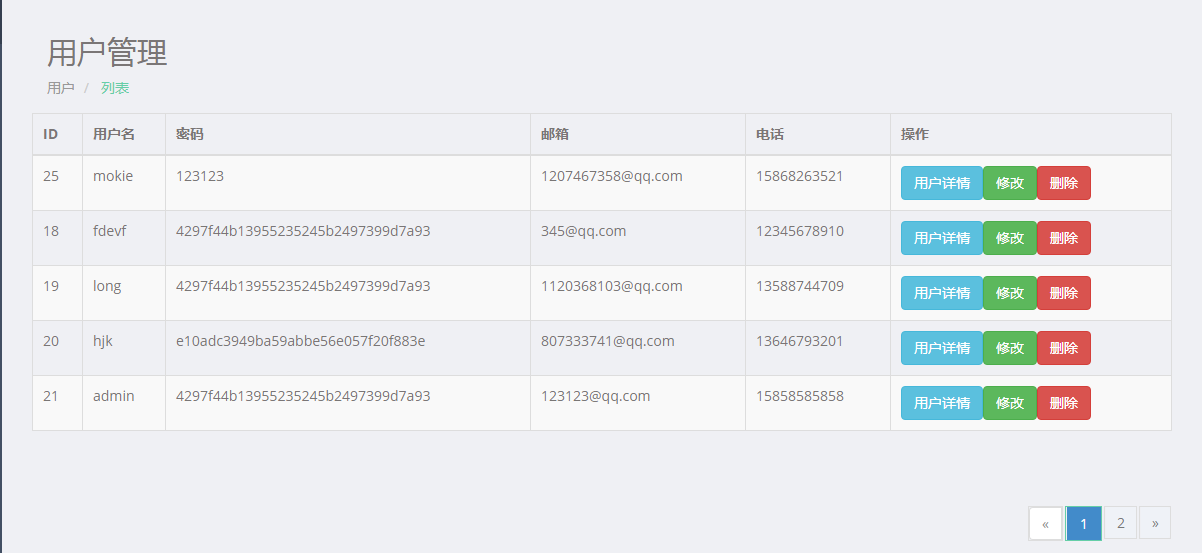 用户管理
用户 / 列表
ID 用户名 密码 邮箱 电话 操作
25 mokie 123123 1207467358@qq.com 15868263521 用户详情 修改 删除
18 fdevf 4297f44b13955235245b2497399d7a93 345@qq.com 12345678910 用户详情 修改 删除
19 long 4297f44b13955235245b2497399d7a93 1120368103@qq.com 13588744709 用户详情 修改 删除
20 hjk e10adc3949ba59abbe56e057f20f883e 807333741@qq.com 13646793201 用户详情 修改 删除
21 admin 4297f44b13955235245b2497399d7a93 123123@qq.com 15858585858 用户详情 修改 删除
« 1 2 »